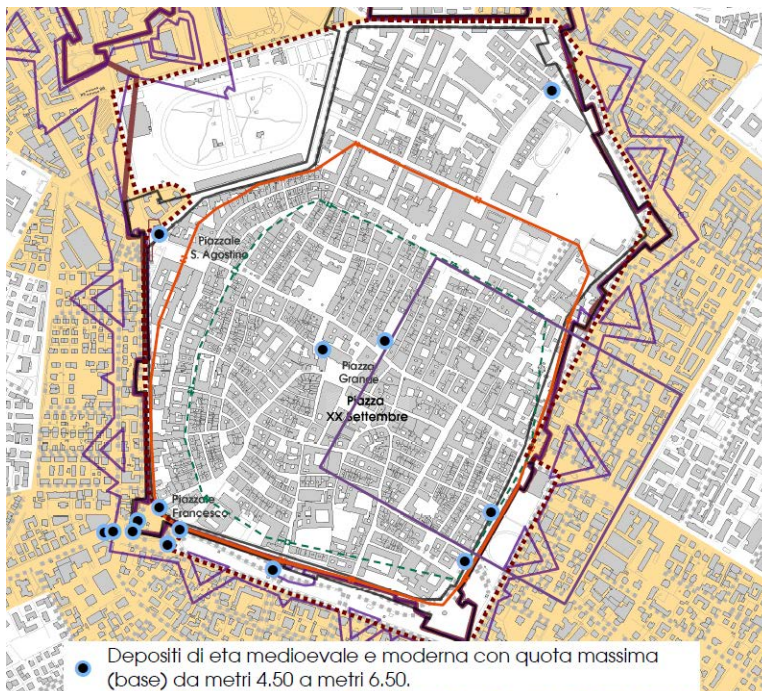 Piazzale
S. Agostino
Piazza
Grande
Piazza
XX Settembre
Piazzale
Francesco
Depositi di eta medioevale e moderna con quota massima
(base) da metri 4.50 a metri 6.50.